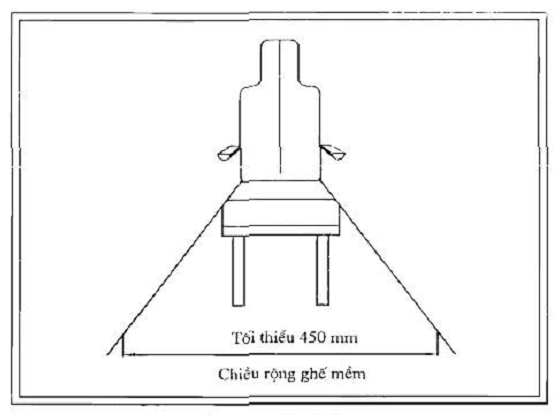 Tối thiểu 450 mm
Chiều rộng ghế mềm